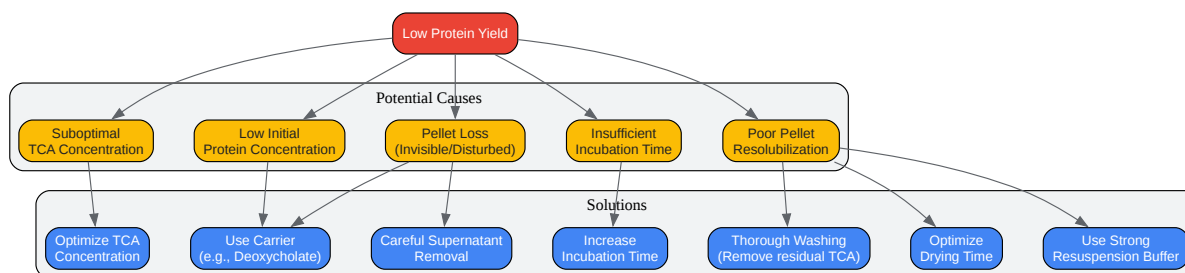 Low Protein Yield
Potential Causes
Suboptimal
TCA Concentration
Low Initial
Protein Concentration
Pellet Loss
(Invisible/Disturbed)
Insufficient
Incubation Time
Poor Pellet
Resolubilization
Solutions
Optimize TCA
Concentration
Use Carrier
(e.g., Deoxycholate)
Careful Supernatant
Removal
Increase
Incubation Time
Thorough Washing
(Remove residual TCA)
Optimize
Drying Time
Use Strong
Resuspension Buffer